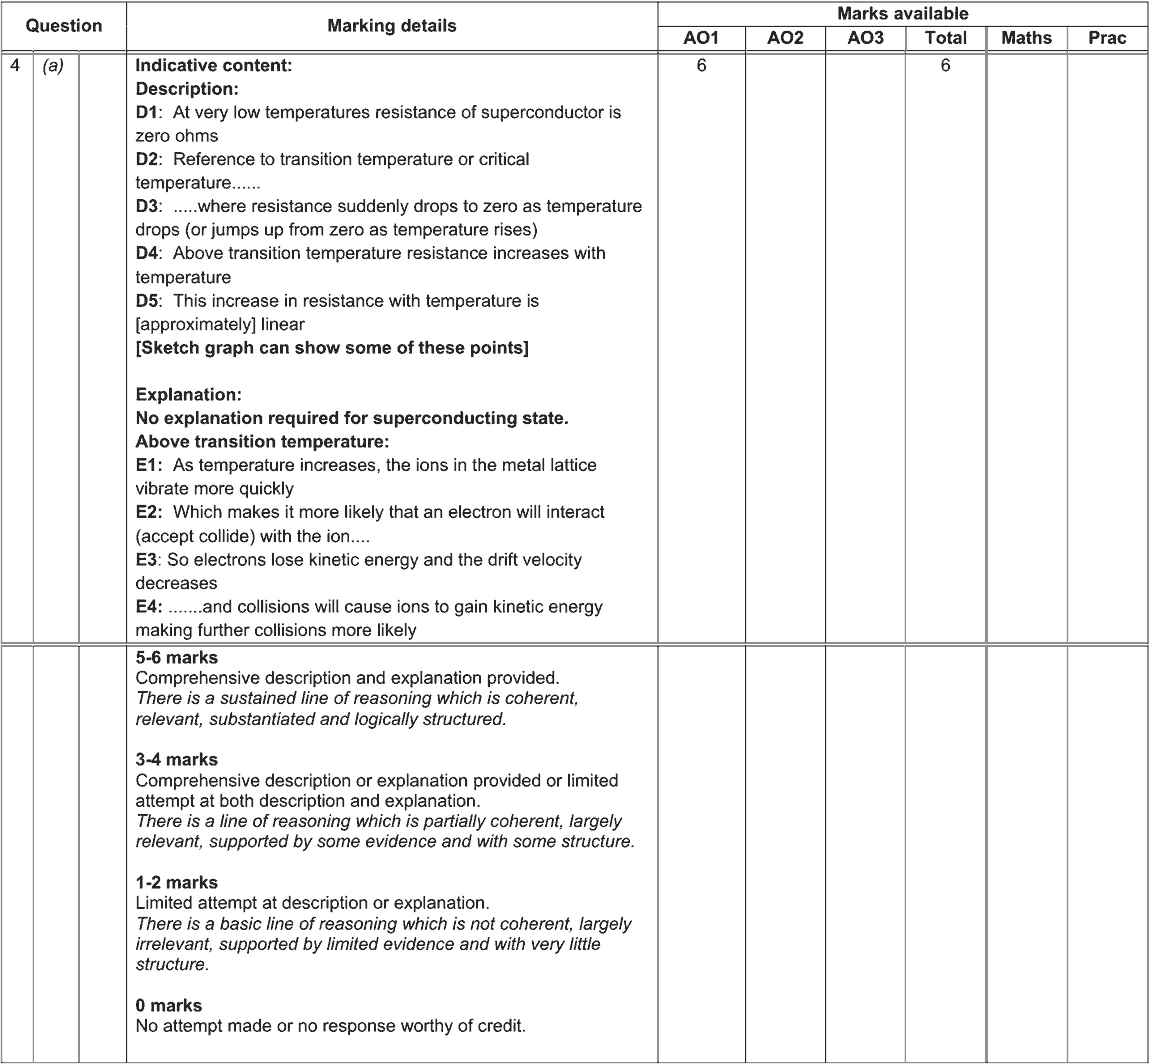 Question
Marking details
Marks available
AO1 AO2 AO3 Total Maths Prac
4 (a) Indicative content: 6 6
Description:
D1: At very low temperatures resistance of superconductor is
zero ohms
D2: Reference to transition temperature or critical
temperature......
D3: .....where resistance suddenly drops to zero as temperature
drops (or jumps up from zero as temperature rises)
D4: Above transition temperature resistance increases with
temperature
D5: This increase in resistance with temperature is
[approximately] linear
[Sketch graph can show some of these points]
Explanation:
No explanation required for superconducting state.
Above transition temperature:
E1: As temperature increases, the ions in the metal lattice
vibrate more quickly
E2: Which makes it more likely that an electron will interact
(accept collide) with the ion....
E3: So electrons lose kinetic energy and the drift velocity
decreases
E4: .......and collisions will cause ions to gain kinetic energy
making further collisions more likely
5-6 marks
Comprehensive description and explanation provided.
There is a sustained line of reasoning which is coherent,
relevant, substantiated and logically structured.
3-4 marks
Comprehensive description or explanation provided or limited
attempt at both description and explanation.
There is a line of reasoning which is partially coherent, largely
relevant, supported by some evidence and with some structure.
1-2 marks
Limited attempt at description or explanation.
There is a basic line of reasoning which is not coherent, largely
irrelevant, supported by limited evidence and with very little
structure.
0 marks
No attempt made or no response worthy of credit.